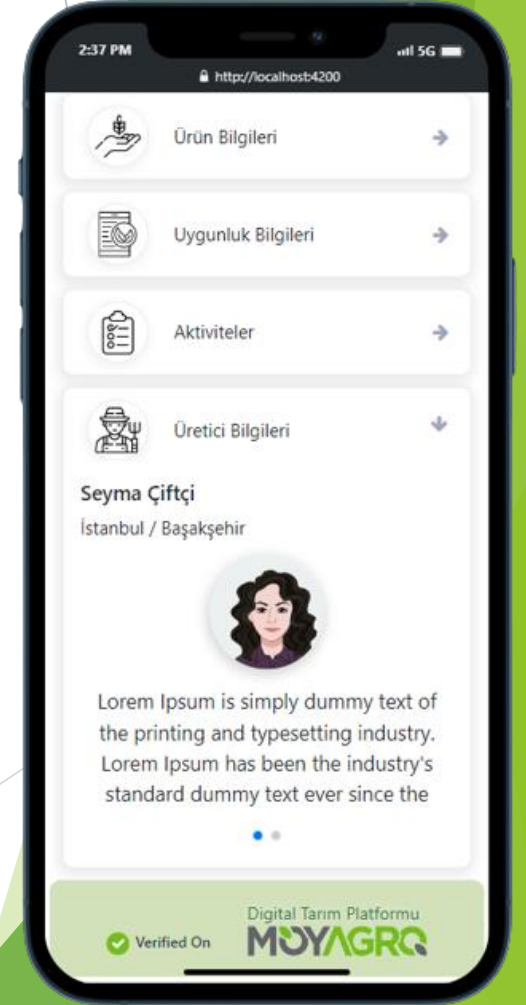 2:37 PM
5G
http://localhost:4200
Ürün Bilgileri
Uygunluk Bilgileri
Aktiviteler
Üretici Bilgileri
Seyma Çiftçi
İstanbul / Başakşehir
Lorem Ipsum is simply dummy text of
the printing and typesetting industry.
Lorem Ipsum has been the industry's
standard dummy text ever since the
Digital Tarım Platformu
Verified On
MOYAGRO